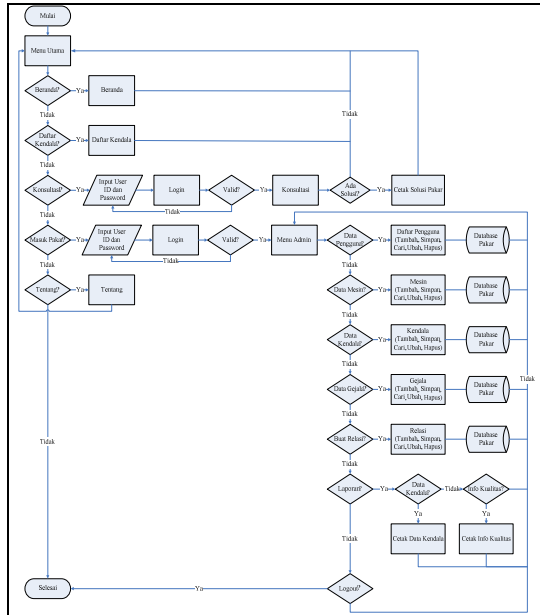 Mulai
Menu Utama
Beranda?
Ya
Beranda
Tidak
Tidak
Daftar
Kendala?
Ya
Daftar Kendala
Tidak
Konsultasi?
Ya
Input User
ID dan
Password
Login
Valid?
Ya
Konsultasi
Ada
Solusi?
Ya
Cetak Solusi Pakar
Tidak
Tidak
Masuk Pakar?
Ya
Input User
ID dan
Password
Login
Valid?
Ya
Menu Admin
Data
Pengguna?
Ya
Daftar Pengguna
(Tambah, Simpan,
Cari,Ubah, Hapus)
Database
Pakar
Tidak
Tidak
Tidak
Tentang?
Ya
Tentang
Data Mesin?
Ya
Mesin
(Tambah, Simpan,
Cari,Ubah, Hapus)
Database
Pakar
Tidak
Data
Kendala?
Ya
Kendala
(Tambah, Simpan,
Cari,Ubah, Hapus)
Database
Pakar
Tidak
Tidak
Data Gejala?
Ya
Gejala
(Tambah, Simpan,
Cari,Ubah, Hapus)
Database
Pakar
Tidak
Tidak
Buat Relasi?
Ya
Relasi
(Tambah, Simpan,
Cari,Ubah, Hapus)
Database
Pakar
Tidak
Laporan?
Ya
Data
Kendala?
Tidak
Info Kualitas?
Ya
Ya
Cetak Data Kendala
Cetak Info Kualitas
Tidak
Selesai
Ya
Logout?